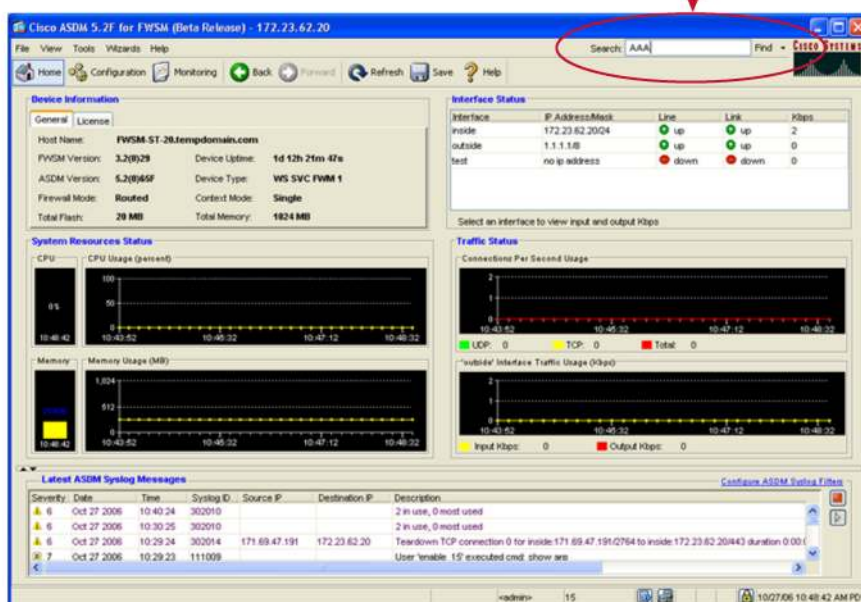 Cisco ASDM 5.2F for FWSM (Beta Release) - 172.23.62.20
File View Tools Wizards Help
Search: AAA Find
CISCO SYSTEMS
Home Configuration Monitoring Back Forward Refresh Save Help
Device Information
General License
Host Name: FWSM-ST-20.tempdomain.com
FWSM Version: 3.2(0)29 Device Uptime: 1d 12h 21m 47s
ASDM Version: 5.2(0)65F Device Type: WS SVC FWM 1
Firewall Mode: Routed Context Mode: Single
Total Flash: 20 MB Total Memory: 1024 MB
Interface Status
Interface IP Address/Mask Line Link Kbps
inside 172.23.62.20/24 up up 2
outside 1.1.1.1/8 up up 0
test no ip address down down 0
Select an interface to view input and output Kbps
System Resources Status
CPU
0%
10:48:42
CPU Usage (percent)
100
50
0
10:43:52 10:45:32 10:47:12 10:48:32
Memory
10:48:42
Memory Usage (MB)
1,024
512
0
10:43:52 10:45:32 10:47:12 10:48:32
Traffic Status
Connections Per Second Usage
2
1
0
10:43:52 10:45:32 10:47:12 10:48:32
UDP: 0 TCP: 0 Total: 0
'outside' Interface Traffic Usage (Kbps)
2
1
0
10:43:52 10:45:32 10:47:12 10:48:32
Input Kbps: 0 Output Kbps: 0
Latest ASDM Syslog Messages
Configure ASDM Syslog Filters
Severity Date Time Syslog ID Source IP Destination IP Description
6 Oct 27 2006 10:40:24 302010 2 in use, 0 most used
6 Oct 27 2006 10:30:25 302010 2 in use, 0 most used
6 Oct 27 2006 10:29:24 302014 171.69.47.191 172.23.62.20 Teardown TCP connection 0 for inside:171.69.47.191/2764 to inside:172.23.62.20/443 duration 0:00:
7 Oct 27 2006 10:29:23 111009 User 'enable_15' executed cmd: show arp
<admin> 15 10/27/06 10:48:42 AM PD